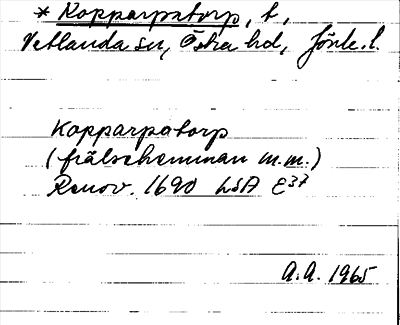 * Kopparpatorp, t,
Vetlanda sn, Östra hd, Jönk. l.
Kopparpatorp
(frälsehemman m.m.)
Renov. 1690 LSA E37
A.A. 1965